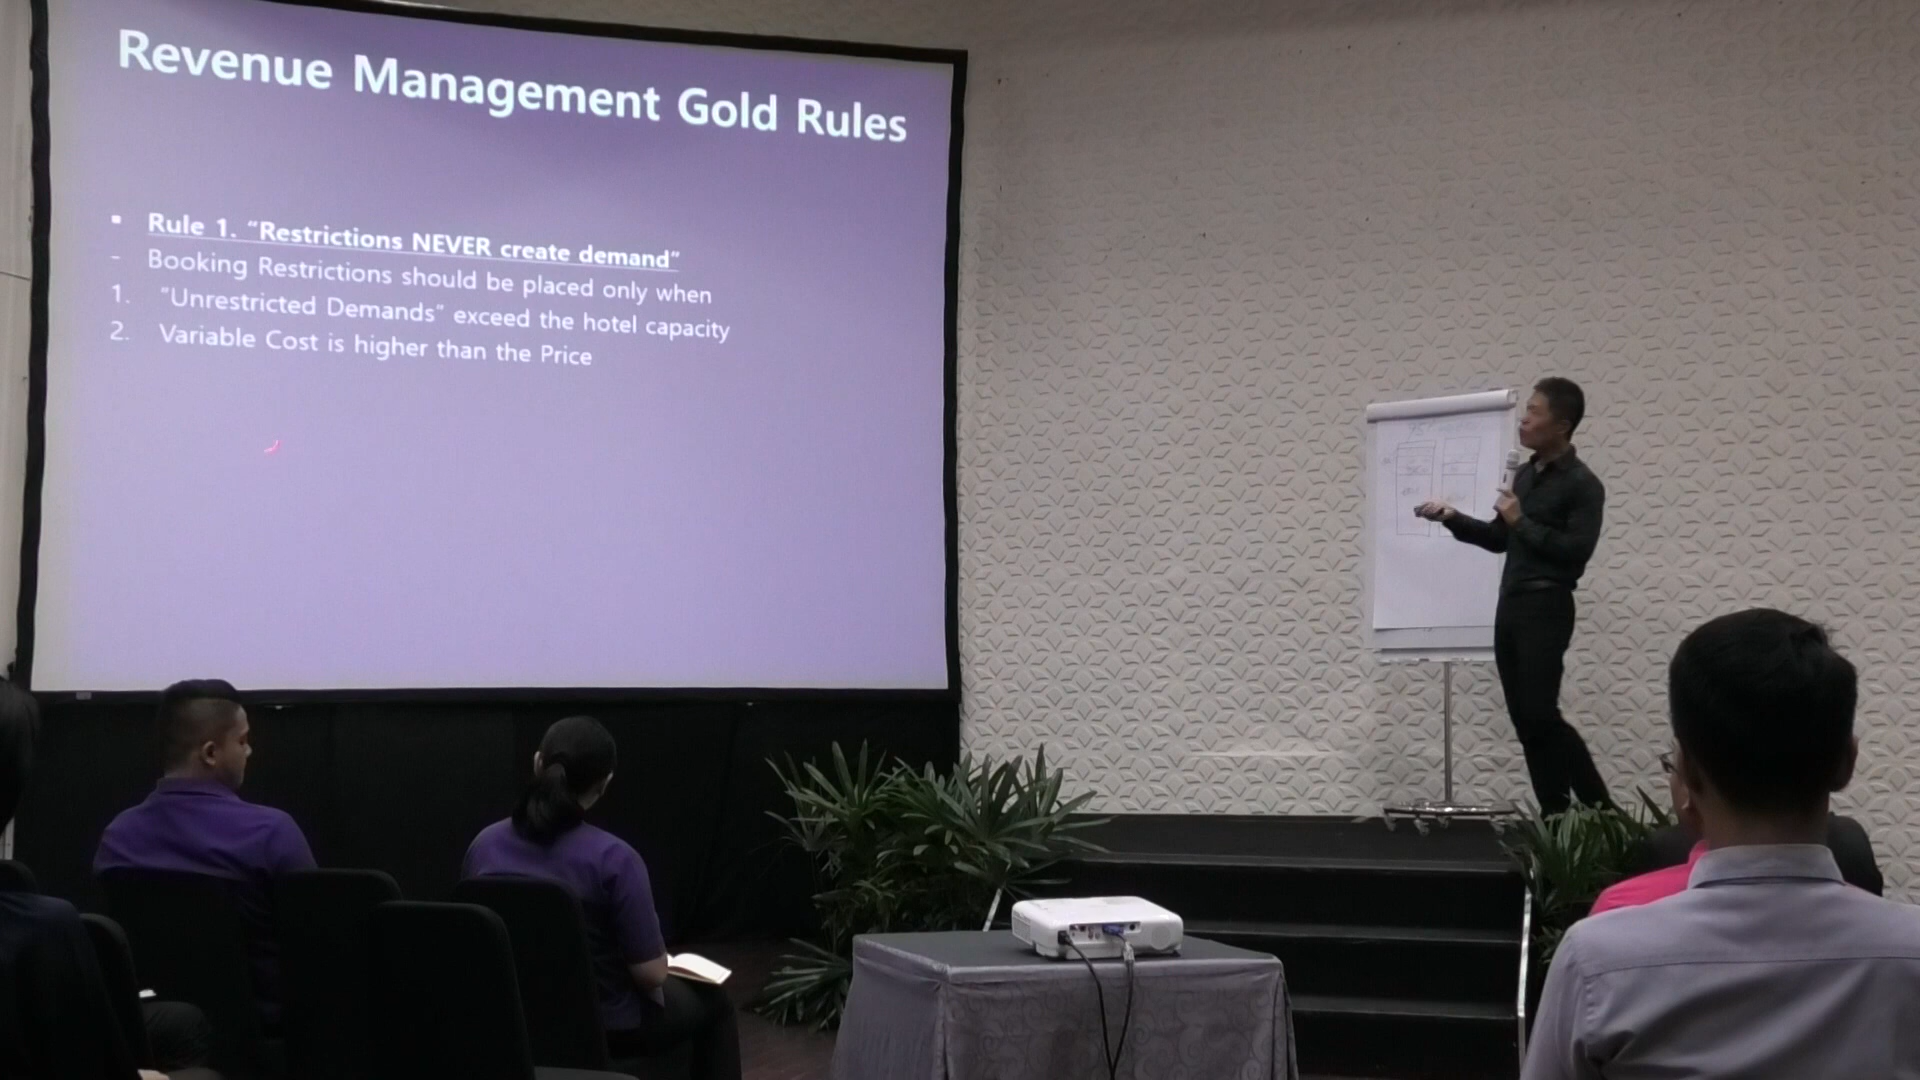 Revenue Management Gold Rules
▪ Rule 1. “Restrictions NEVER create demand”
- Booking Restrictions should be placed only when
1. “Unrestricted Demands” exceed the hotel capacity
2. Variable Cost is higher than the Price